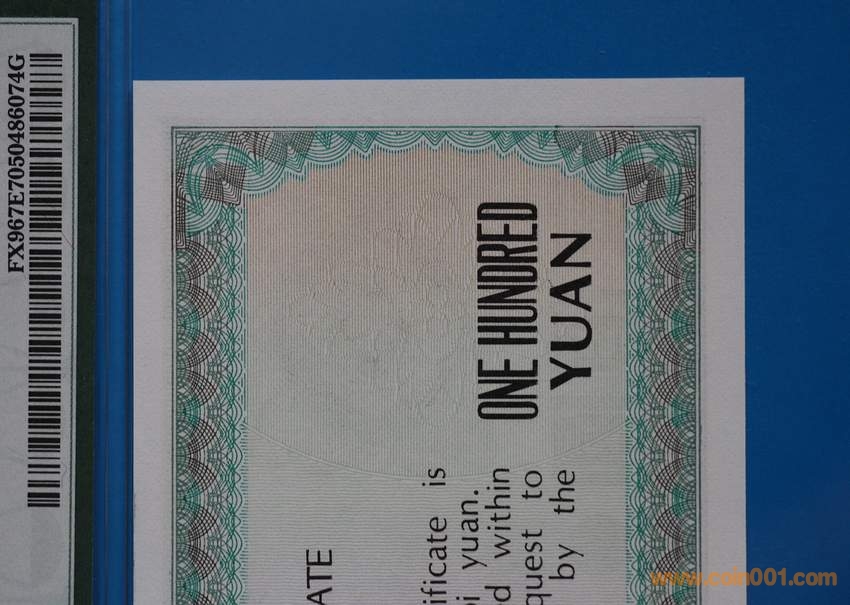 FX967E7050486074G
ATE
ificate is
i yuan.
d within
quest to
by the
ONE HUNDRED
YUAN
www.coin001.com